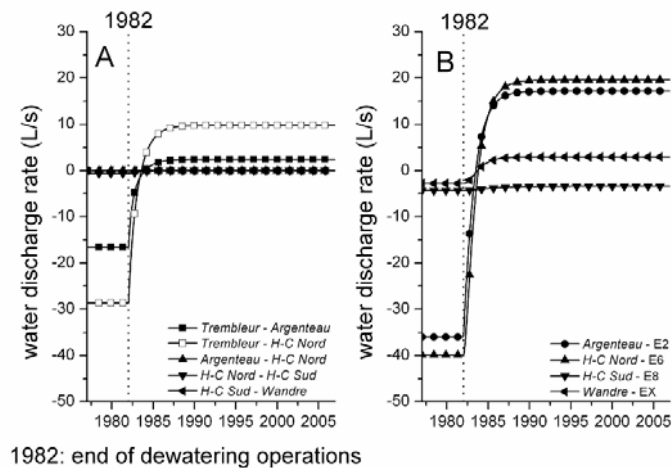 1982
1982
A
B
water discharge rate (L/s)
30
20
10
0
-10
-20
-30
-40
-50
Trembleur - Argenteau
Trembleur - H-C Nord
Argenteau - H-C Nord
H-C Nord - H-C Sud
H-C Sud - Wandre
1980 1985 1990 1995 2000 2005
water discharge rate (L/s)
30
20
10
0
-10
-20
-30
-40
-50
Argenteau - E2
H-C Nord - E6
H-C Sud - E8
Wandre - EX
1980 1985 1990 1995 2000 2005
1982: end of dewatering operations